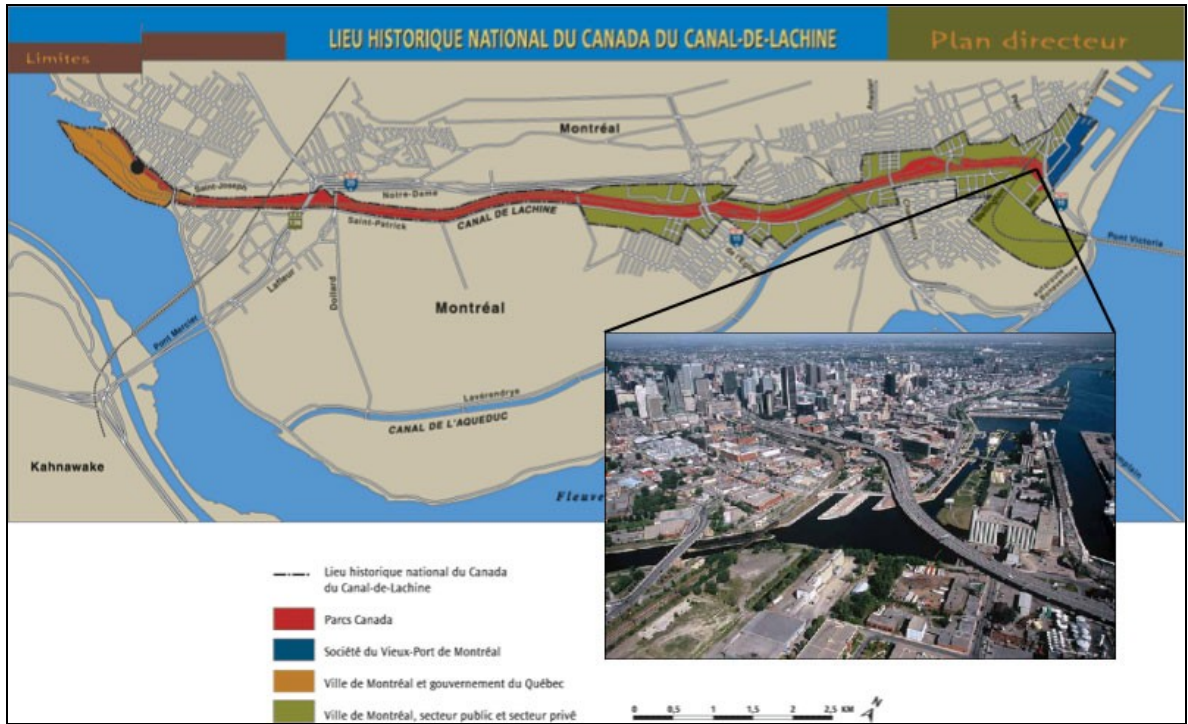 LIEU HISTORIQUE NATIONAL DU CANADA DU CANAL-DE-LACHINE
Plan directeur
Limites
Montréal
Saint-Joseph
Notre-Dame
Saint-Patrick
CANAL DE LACHINE
Pont Victoria
autoroute
Bonaventure
Lafleur
Dollard
Montréal
Pont Mercier
Lavérendrye
CANAL DE L'AQUEDUC
Kahnawake
Fleuve
Lieu historique national du Canada
du Canal-de-Lachine
Parcs Canada
Société du Vieux-Port de Montréal
Ville de Montréal et gouvernement du Québec
Ville de Montréal, secteur public et secteur privé
0 0,5 1 1,5 2 2,5 KM
N